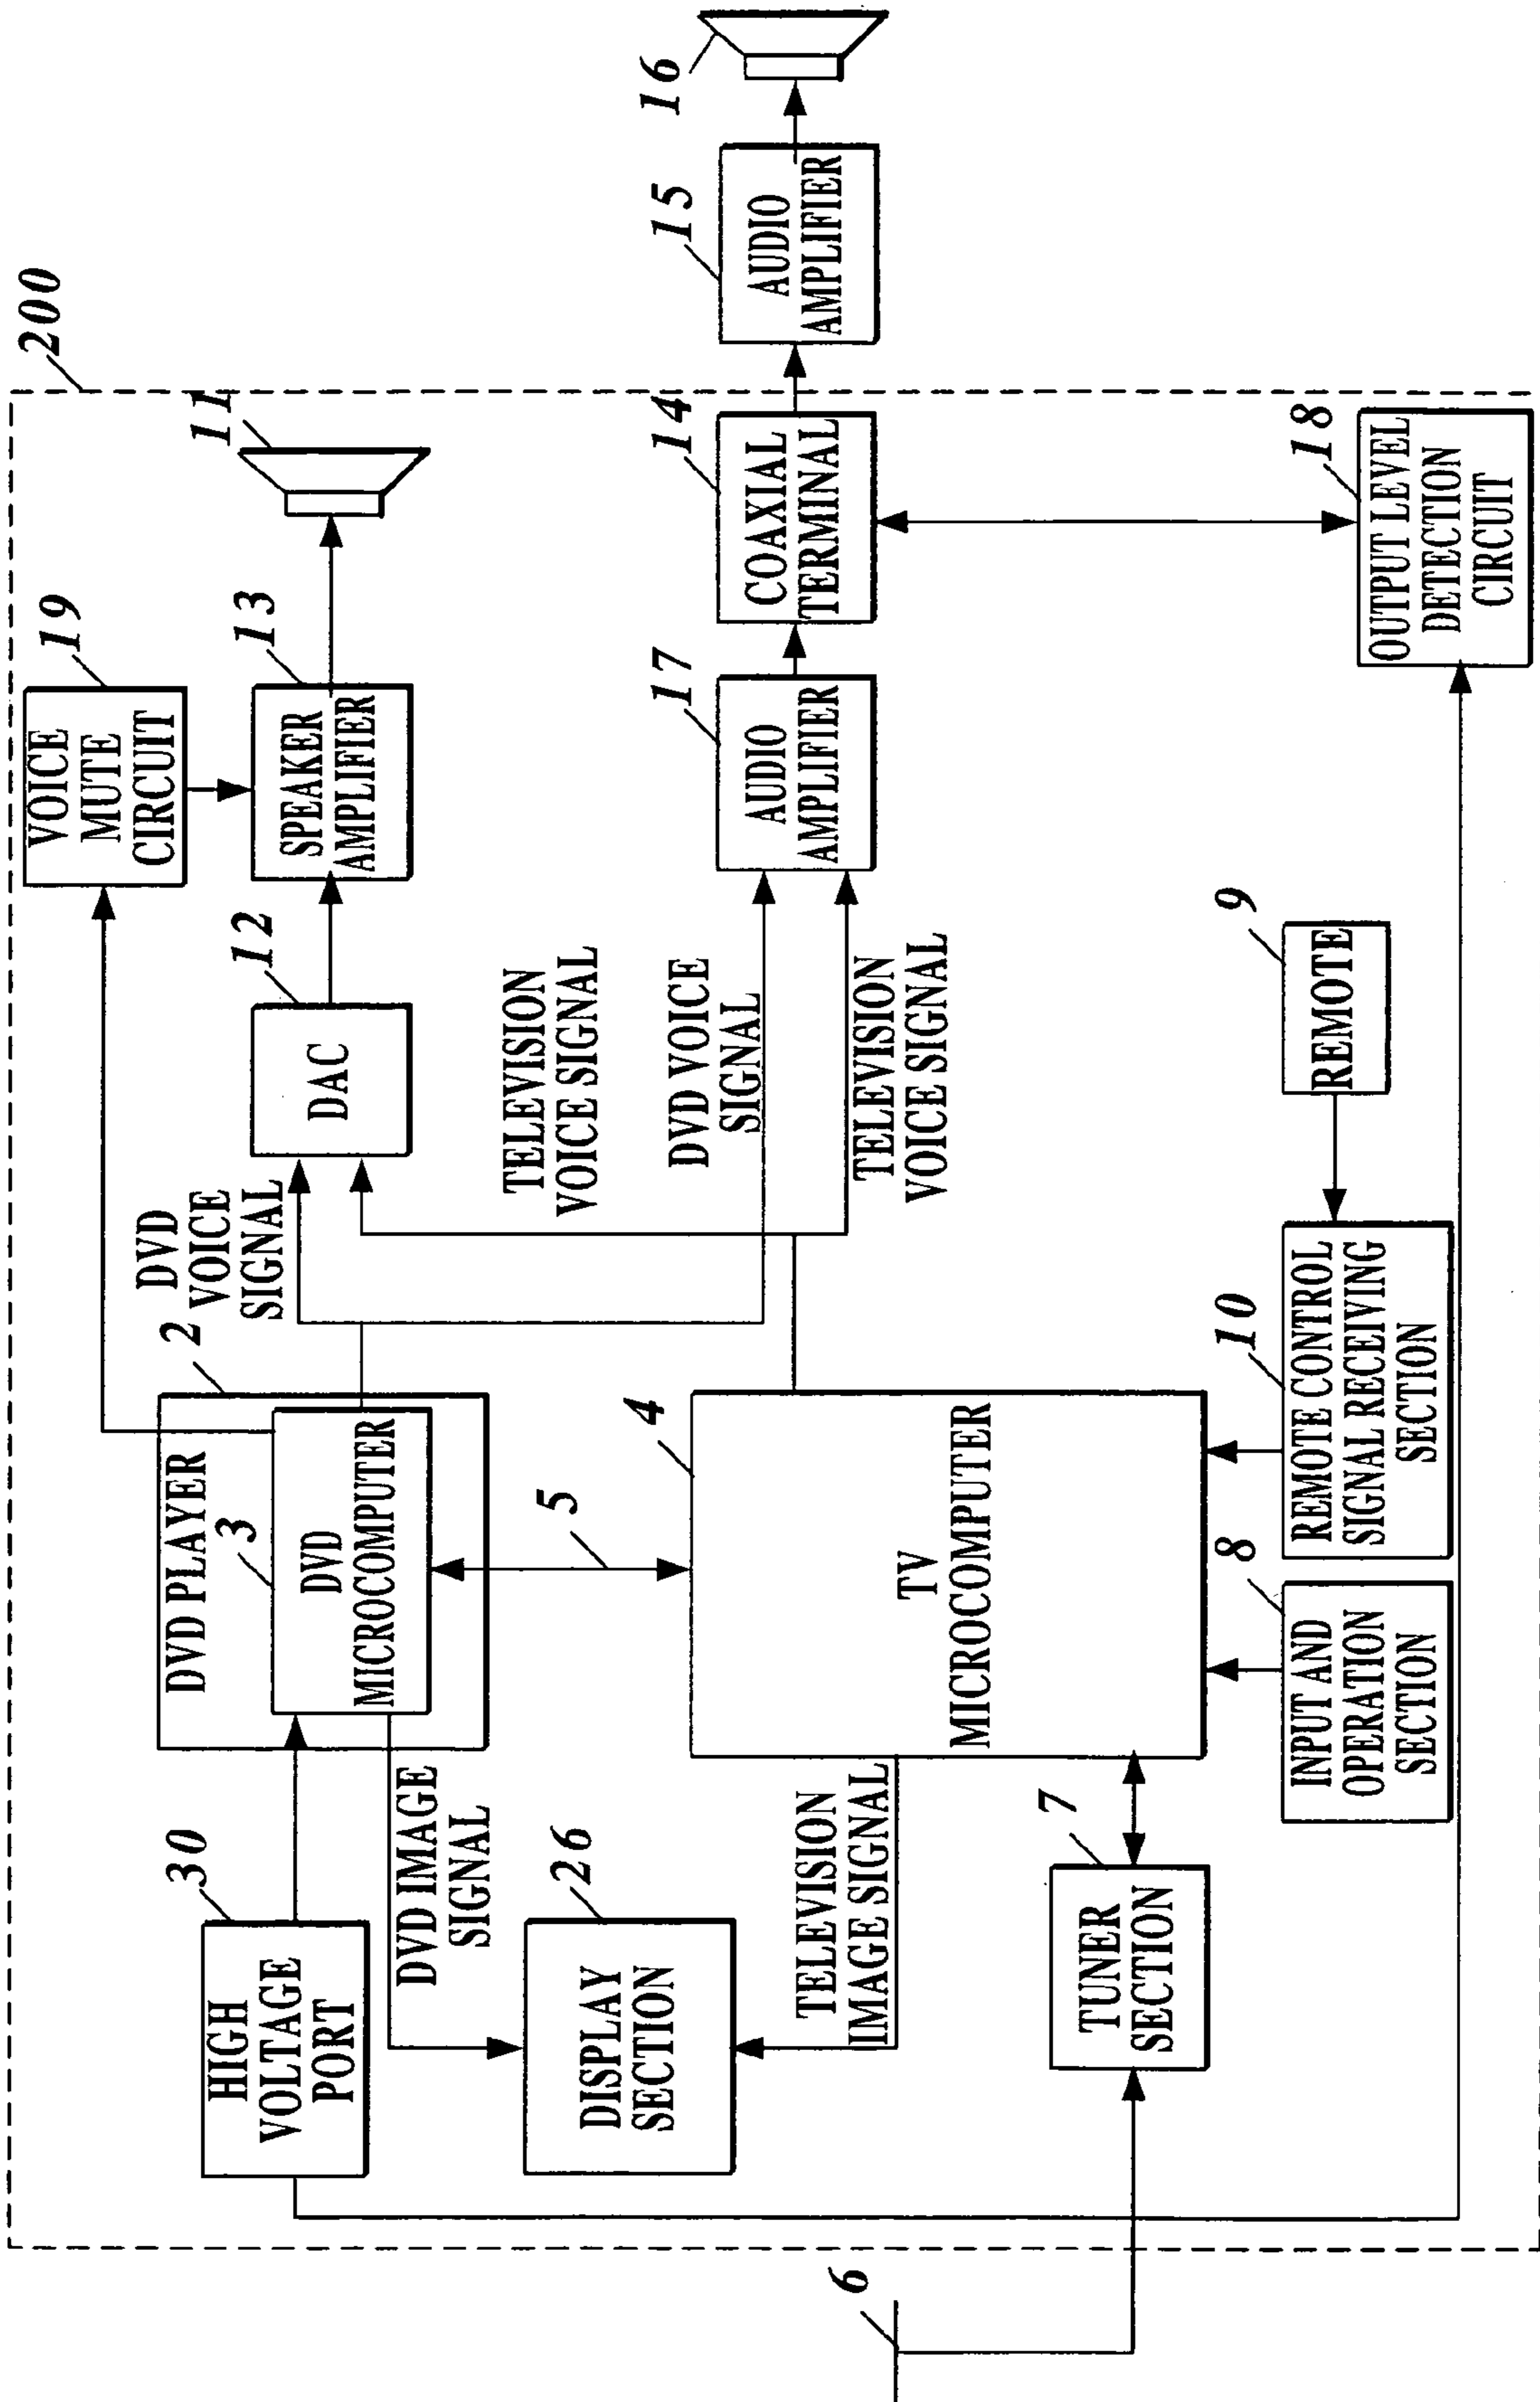 200
19
VOICE
MUTE
CIRCUIT
11
13
SPEAKER
AMPLIFIER
12
DAC
DVD
VOICE
SIGNAL
2
DVD PLAYER
3
DVD
MICROCOMPUTER
30
HIGH
VOLTAGE
PORT
DVD IMAGE
SIGNAL
26
DISPLAY
SECTION
5
TELEVISION
VOICE SIGNAL
DVD VOICE
SIGNAL
TELEVISION
VOICE SIGNAL
17
AUDIO
AMPLIFIER
14
COAXIAL
TERMINAL
15
AUDIO
AMPLIFIER
16
4
TV
MICROCOMPUTER
TELEVISION
IMAGE SIGNAL
7
TUNER
SECTION
6
8
INPUT AND
OPERATION
SECTION
10
REMOTE CONTROL
SIGNAL RECEIVING
SECTION
9
REMOTE
18
OUTPUT LEVEL
DETECTION
CIRCUIT